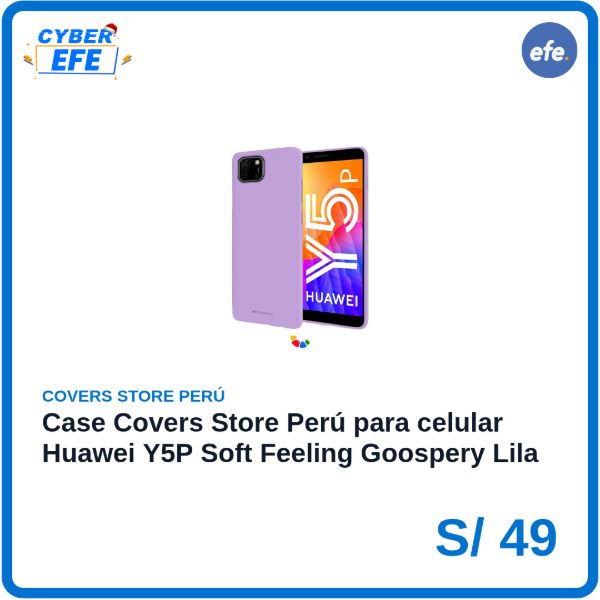 CYBER
EFE
efe.
Y5P
HUAWEI
COVERS STORE PERÚ
Case Covers Store Perú para celular
Huawei Y5P Soft Feeling Goospery Lila
S/ 49